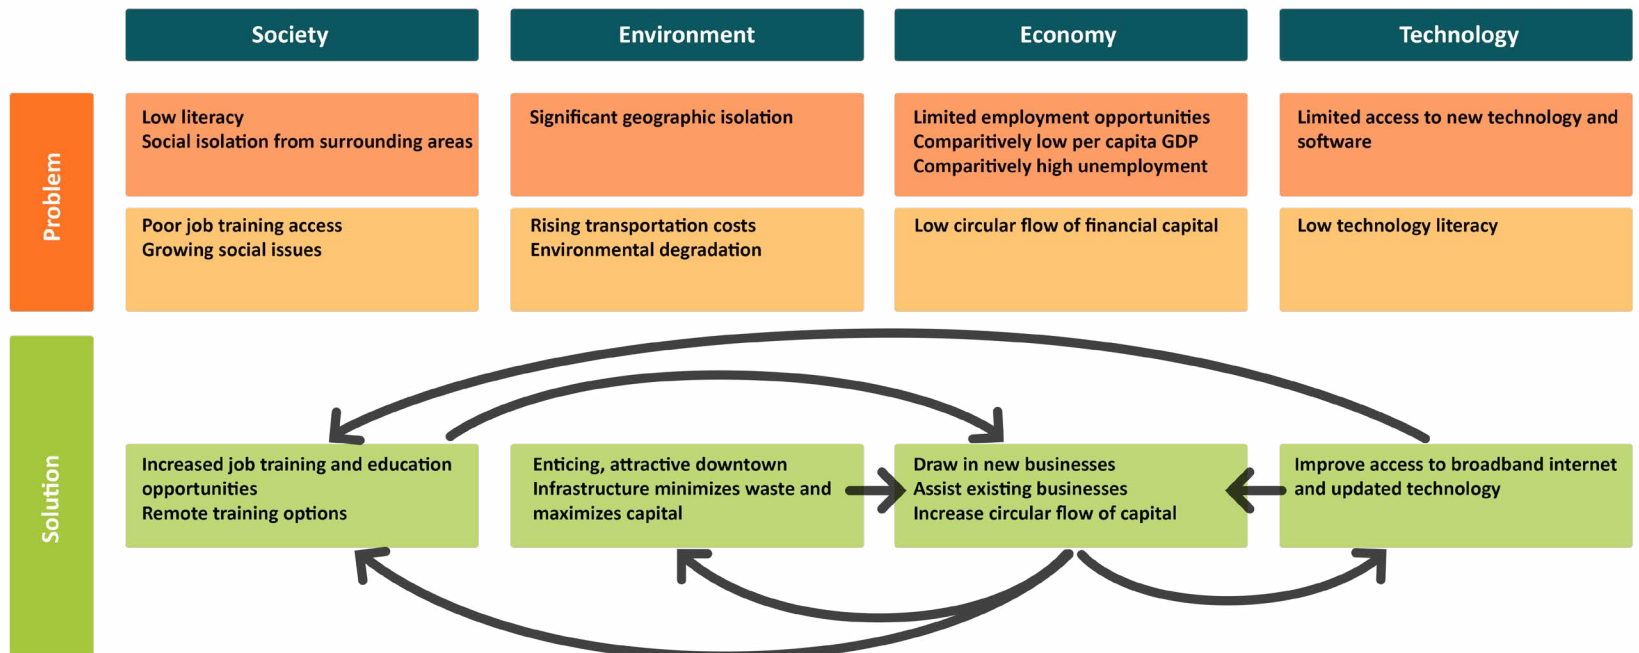 Society
Environment
Economy
Technology
Problem
Low literacy
Social isolation from surrounding areas
Significant geographic isolation
Limited employment opportunities
Comparitively low per capita GDP
Comparitively high unemployment
Limited access to new technology and
software
Poor job training access
Growing social issues
Rising transportation costs
Environmental degradation
Low circular flow of financial capital
Low technology literacy
Solution
Increased job training and education
opportunities
Remote training options
Enticing, attractive downtown
Infrastructure minimizes waste and
maximizes capital
Draw in new businesses
Assist existing businesses
Increase circular flow of capital
Improve access to broadband internet
and updated technology